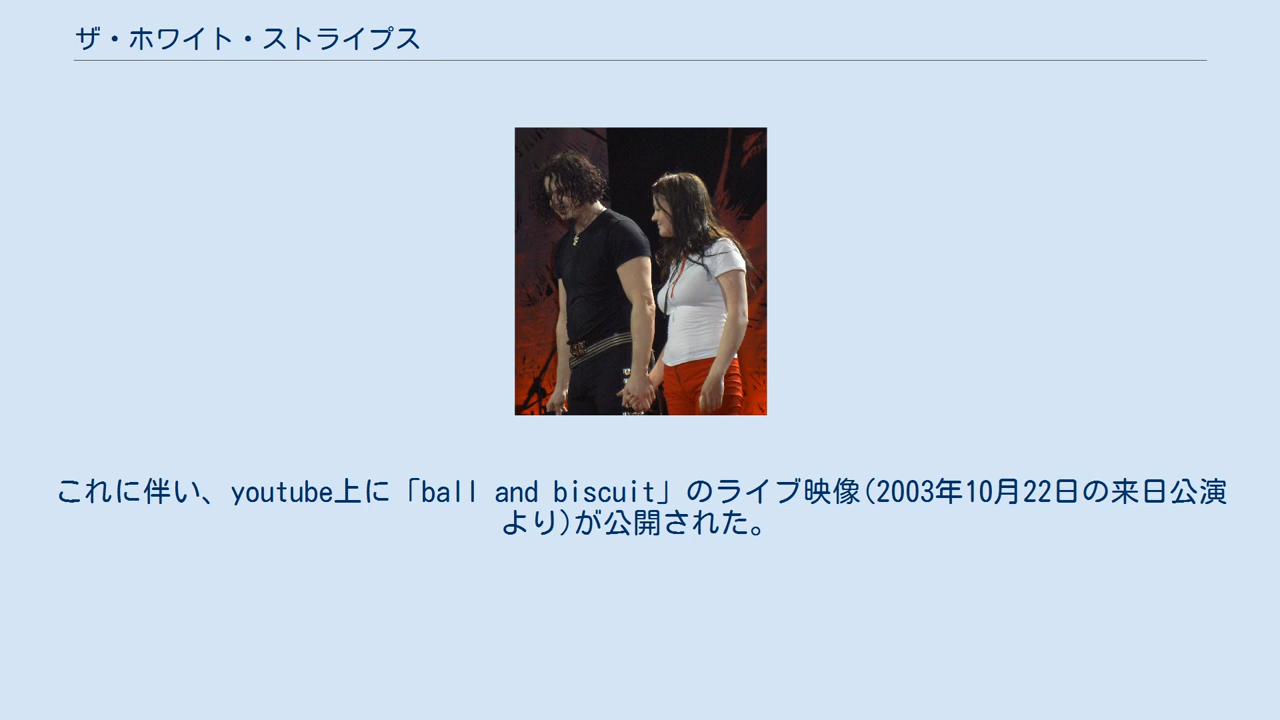 ザ・ホワイト・ストライプス
これに伴い、youtube上に「ball and biscuit」のライブ映像(2003年10月22日の来日公演
より)が公開された。